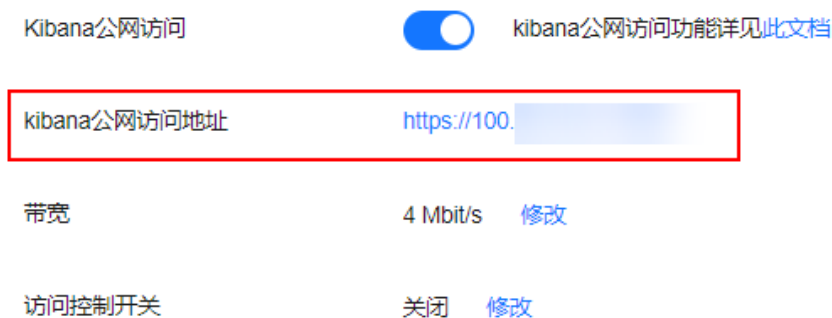 Kibana公网访问 kibana公网访问功能详见此文档
kibana公网访问地址 https://100.
带宽 4 Mbit/s 修改
访问控制开关 关闭 修改